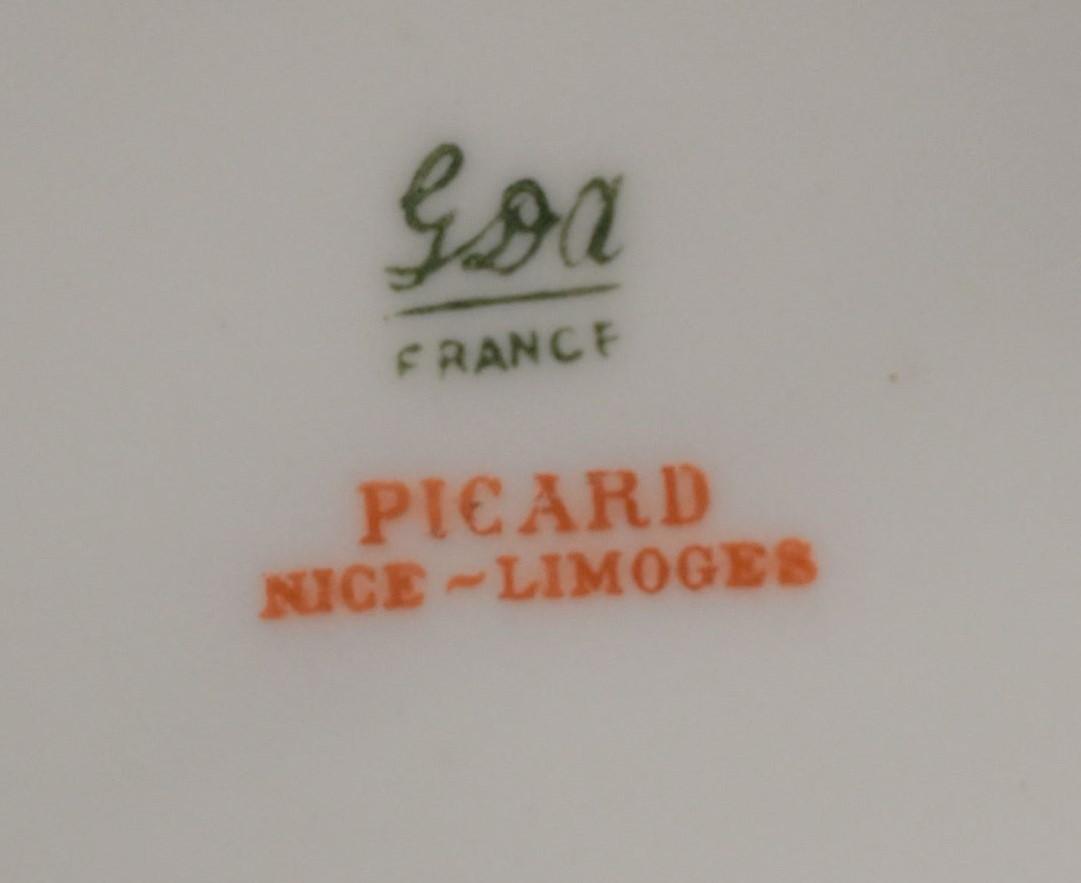 GDA
FRANCE
PICARD
NICE ~ LIMOGES